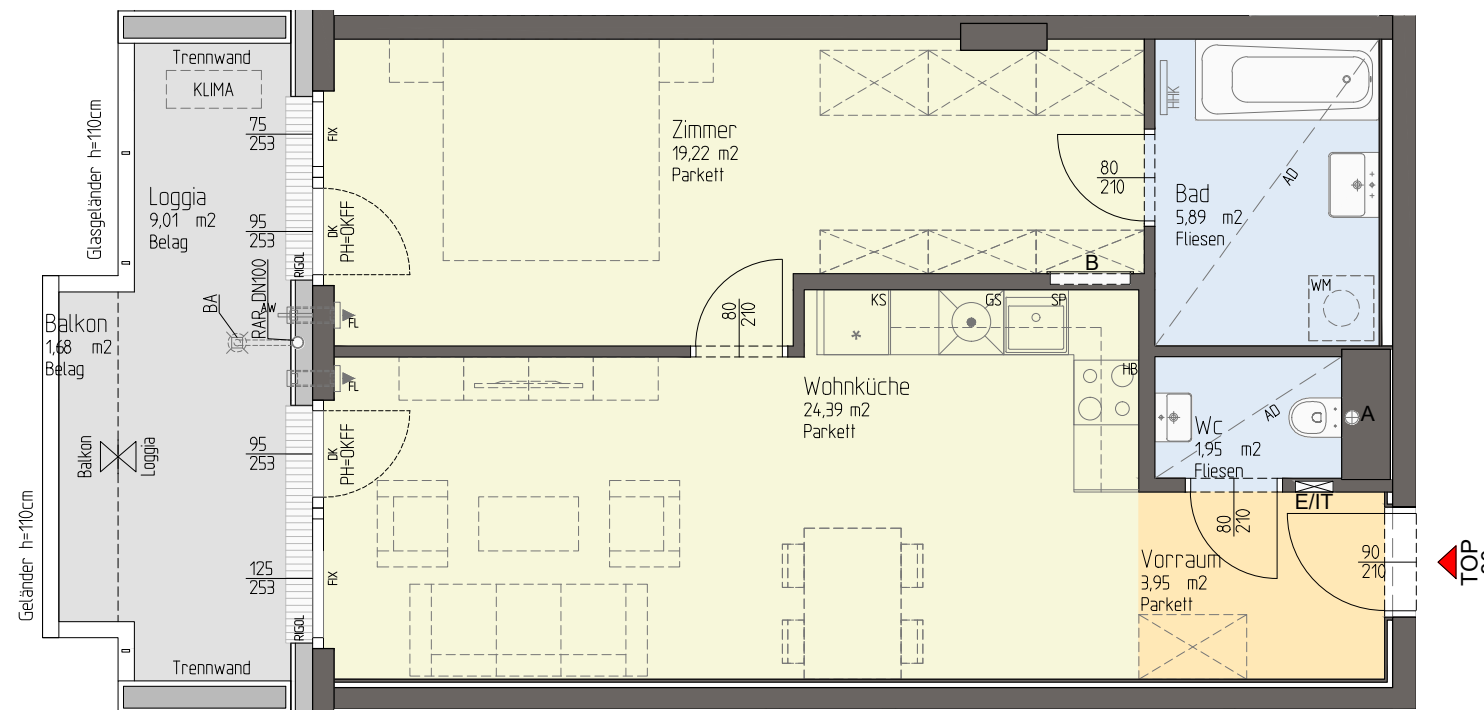 Trennwand
KLIMA
Glasgeländer h=110cm
75
253
FIX
Loggia
9,01 m2
Belag
95
253
DK
PH=OKFF
RIGOL
RAR DN100
BA
AW
FL
Balkon
1,68 m2
Belag
FL
Balkon
Loggia
95
253
DK
PH=OKFF
Geländer h=110cm
125
253
FIX
RIGOL
Trennwand
Zimmer
19,22 m2
Parkett
80
210
B
80
210
HHK
Bad
5,89 m2
Fliesen
AD
WM
KS
GS
SP
HB
Wohnküche
24,39 m2
Parkett
Wc
1,95 m2
Fliesen
AD
A
E/IT
80
210
Vorraum
3,95 m2
Parkett
90
210
TOP